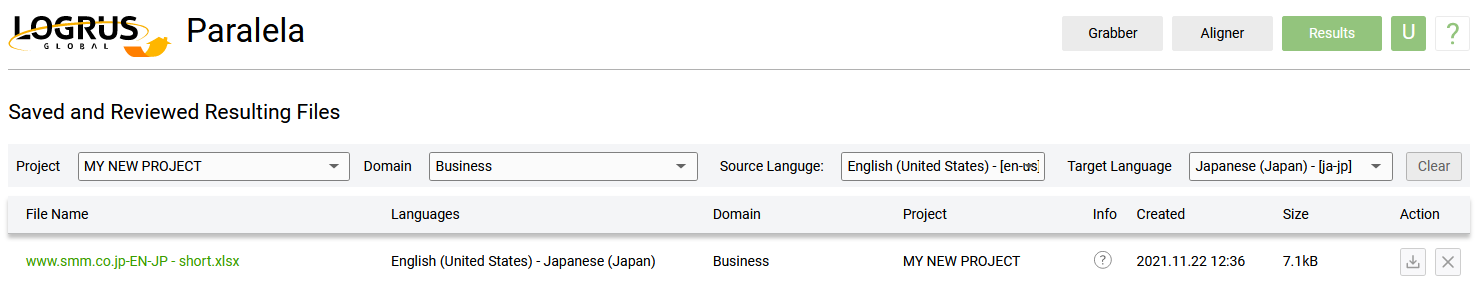 LOGRUS
GLOBAL
Paralela
Grabber
Aligner
Results
U
?
Saved and Reviewed Resulting Files
Project
MY NEW PROJECT
Domain
Business
Source Languge:
English (United States) - [en-us]
Target Language
Japanese (Japan) - [ja-jp]
Clear
File Name
Languages
Domain
Project
Info
Created
Size
Action
www.smm.co.jp-EN-JP - short.xlsx
English (United States) - Japanese (Japan)
Business
MY NEW PROJECT
?
2021.11.22 12:36
7.1kB